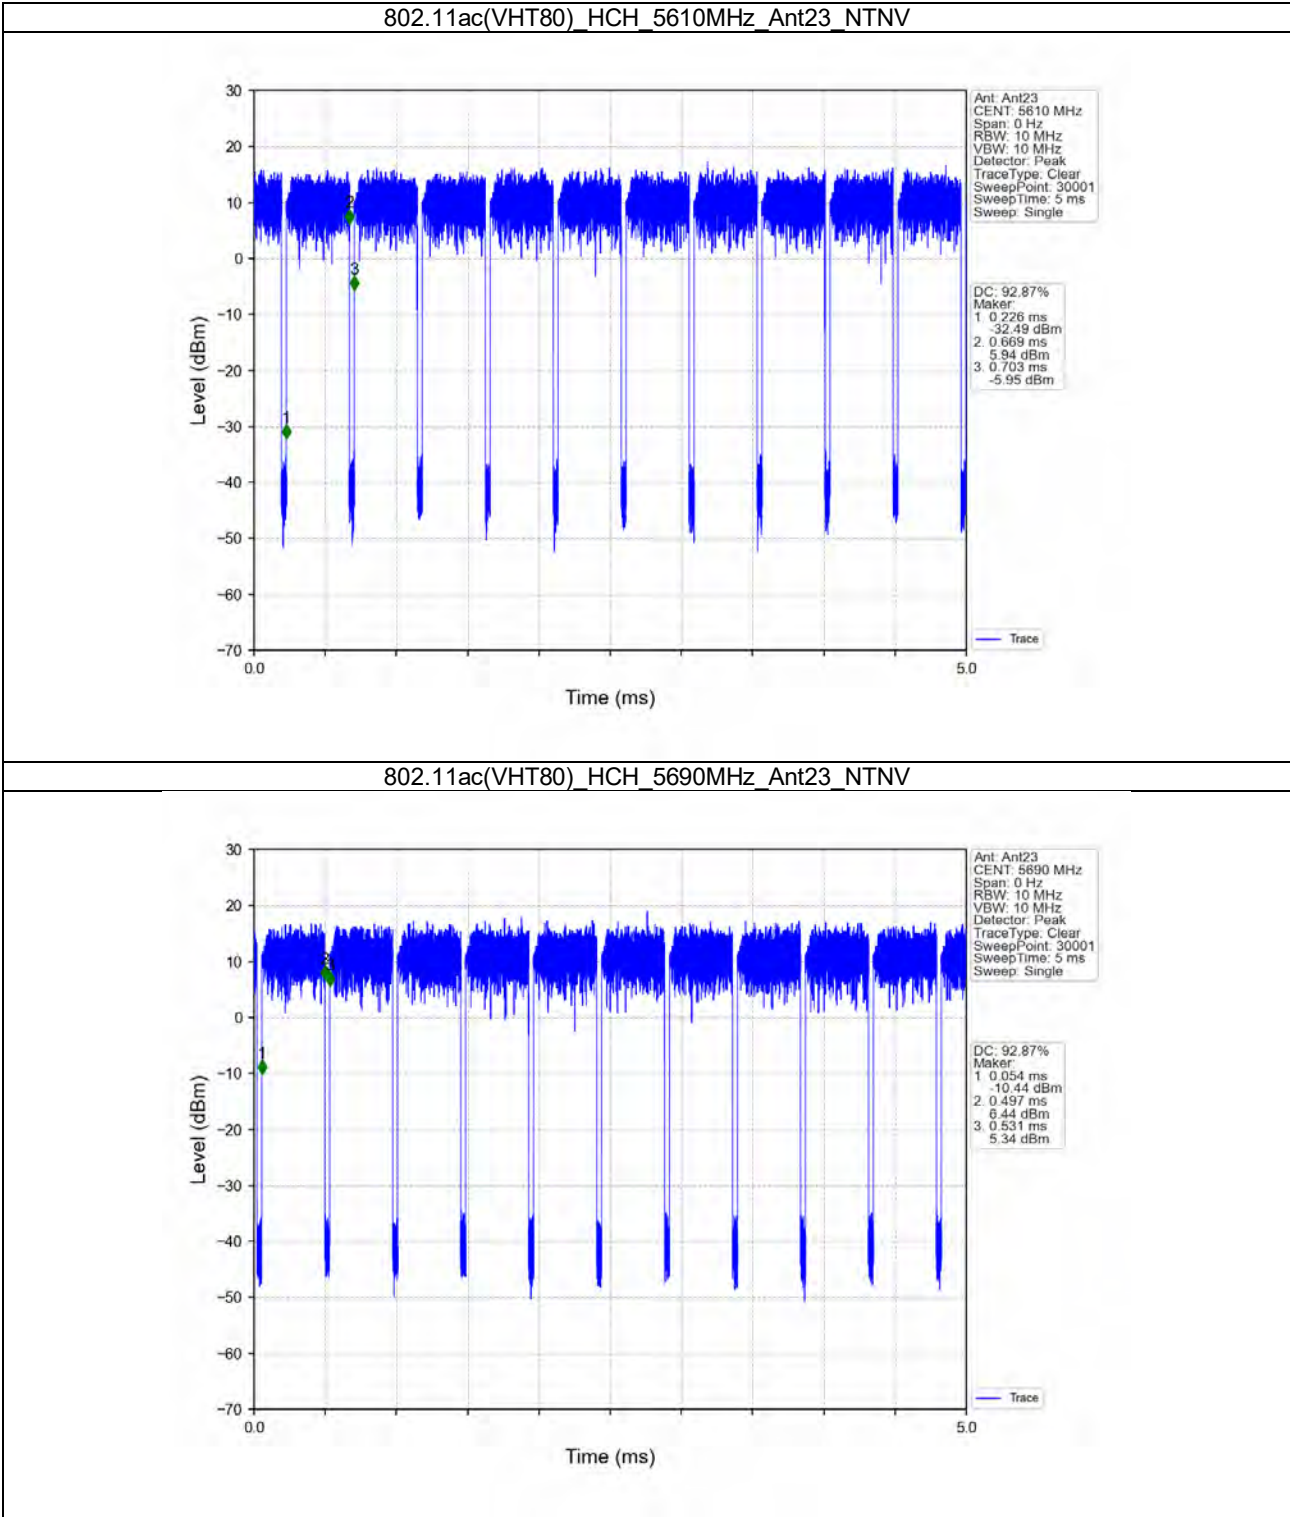 802.11ac(VHT80)_HCH_5610MHz_Ant23_NTNV
30
20
10
0
−10
−20
−30
−40
−50
−60
−70
Level (dBm)
0.0
5.0
Time (ms)
1
2
3
Ant: Ant23
CENT: 5610 MHz
Span: 0 Hz
RBW: 10 MHz
VBW: 10 MHz
Detector: Peak
TraceType: Clear
SweepPoint: 30001
SweepTime: 5 ms
Sweep: Single
DC: 92.87%
Maker:
1 0.226 ms
-32.49 dBm
2. 0.669 ms
5.94 dBm
3. 0.703 ms
-5.95 dBm
Trace
802.11ac(VHT80)_HCH_5690MHz_Ant23_NTNV
30
20
10
0
−10
−20
−30
−40
−50
−60
−70
Level (dBm)
0.0
5.0
Time (ms)
1
Ant: Ant23
CENT: 5690 MHz
Span: 0 Hz
RBW: 10 MHz
VBW: 10 MHz
Detector: Peak
TraceType: Clear
SweepPoint: 30001
SweepTime: 5 ms
Sweep: Single
DC: 92.87%
Maker:
1 0.054 ms
-10.44 dBm
2. 0.497 ms
6.44 dBm
3. 0.531 ms
5.34 dBm
Trace